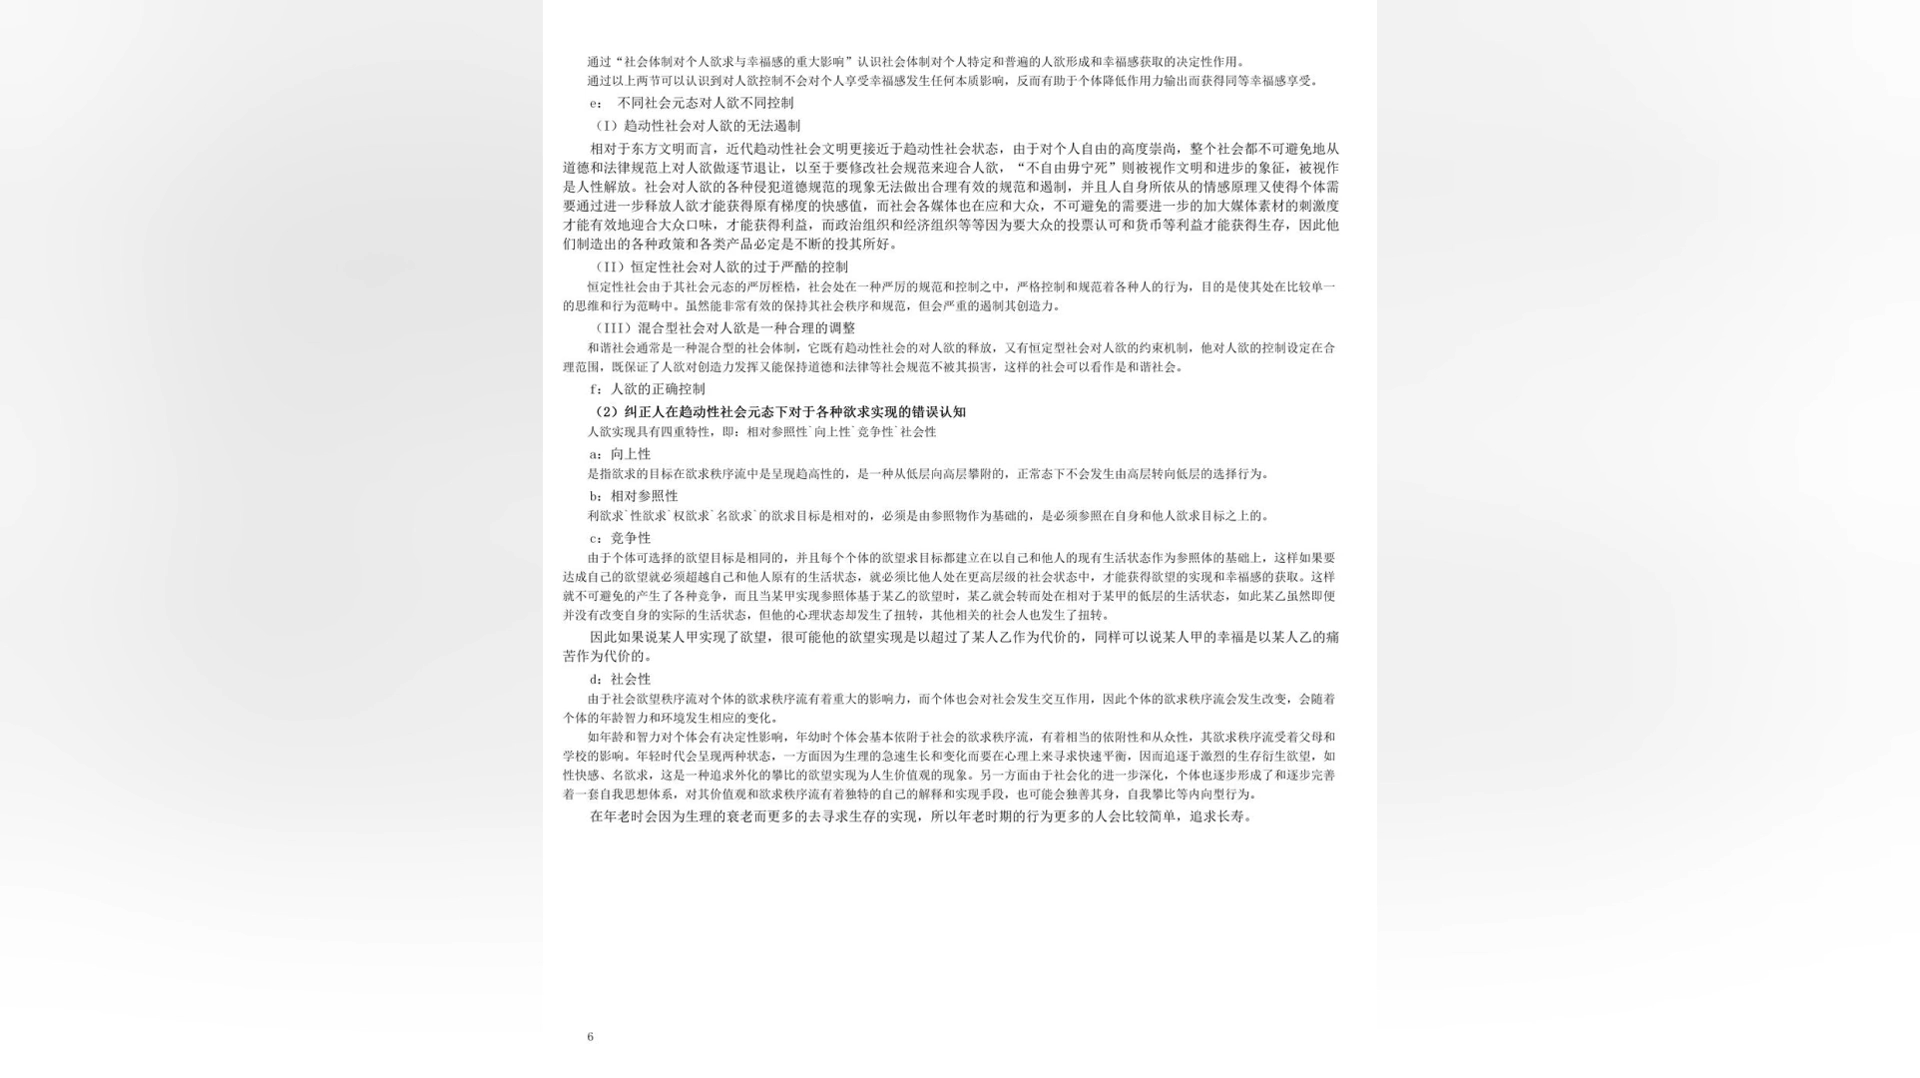 通过“社会体制对个人欲求与幸福感的重大影响”认识社会体制对个人特定和普遍的人欲形成和幸福感获取的决定性作用。
通过以上两节可以认识到对人欲控制不会对个人享受幸福感发生任何本质影响，反而有助于个体降低作用力输出而获得同等幸福感享受。
e： 不同社会元态对人欲不同控制
（I）趋动性社会对人欲的无法遏制
相对于东方文明而言，近代趋动性社会文明更接近于趋动性社会状态，由于对个人自由的高度崇尚，整个社会都不可避免地从
道德和法律规范上对人欲做逐节退让，以至于要修改社会规范来迎合人欲，“不自由毋宁死”则被视作文明和进步的象征，被视作
是人性解放。社会对人欲的各种侵犯道德规范的现象无法做出合理有效的规范和遏制，并且人自身所依从的情感原理又使得个体需
要通过进一步释放人欲才能获得原有梯度的快感值，而社会各媒体也在应和大众，不可避免的需要进一步的加大媒体素材的刺激度
才能有效地迎合大众口味，才能获得利益，而政治组织和经济组织等等因为要大众的投票认可和货币等利益才能获得生存，因此他
们制造出的各种政策和各类产品必定是不断的投其所好。
（II）恒定性社会对人欲的过于严酷的控制
恒定性社会由于其社会元态的严厉桎梏，社会处在一种严厉的规范和控制之中，严格控制和规范着各种人的行为，目的是使其处在比较单一
的思维和行为范畴中。虽然能非常有效的保持其社会秩序和规范，但会严重的遏制其创造力。
（III）混合型社会对人欲是一种合理的调整
和谐社会通常是一种混合型的社会体制，它既有趋动性社会的对人欲的释放，又有恒定型社会对人欲的约束机制，他对人欲的控制设定在合
理范围，既保证了人欲对创造力发挥又能保持道德和法律等社会规范不被其损害，这样的社会可以看作是和谐社会。
f：人欲的正确控制
（2）纠正人在趋动性社会元态下对于各种欲求实现的错误认知
人欲实现具有四重特性，即：相对参照性`向上性`竞争性`社会性
a：向上性
是指欲求的目标在欲求秩序流中是呈现趋高性的，是一种从低层向高层攀附的，正常态下不会发生由高层转向低层的选择行为。
b：相对参照性
利欲求`性欲求`权欲求`名欲求`的欲求目标是相对的，必须是由参照物作为基础的，是必须参照在自身和他人欲求目标之上的。
c：竞争性
由于个体可选择的欲望目标是相同的，并且每个个体的欲望求目标都建立在以自己和他人的现有生活状态作为参照体的基础上，这样如果要
达成自己的欲望就必须超越自己和他人原有的生活状态，就必须比他人处在更高层级的社会状态中，才能获得欲望的实现和幸福感的获取。这样
就不可避免的产生了各种竞争，而且当某甲实现参照体基于某乙的欲望时，某乙就会转而处在相对于某甲的低层的生活状态，如此某乙虽然即便
并没有改变自身的实际的生活状态，但他的心理状态却发生了扭转，其他相关的社会人也发生了扭转。
因此如果说某人甲实现了欲望，很可能他的欲望实现是以超过了某人乙作为代价的，同样可以说某人甲的幸福是以某人乙的痛
苦作为代价的。
d：社会性
由于社会欲望秩序流对个体的欲求秩序流有着重大的影响力，而个体也会对社会发生交互作用，因此个体的欲求秩序流会发生改变，会随着
个体的年龄智力和环境发生相应的变化。
如年龄和智力对个体会有决定性影响，年幼时个体会基本依附于社会的欲求秩序流，有着相当的依附性和从众性，其欲求秩序流受着父母和
学校的影响。年轻时代会呈现两种状态，一方面因为生理的急速生长和变化而要在心理上来寻求快速平衡，因而追逐于激烈的生存衍生欲望，如
性快感、名欲求，这是一种追求外化的攀比的欲望实现为人生价值观的现象。另一方面由于社会化的进一步深化，个体也逐步形成了和逐步完善
着一套自我思想体系，对其价值观和欲求秩序流有着独特的自己的解释和实现手段，也可能会独善其身，自我攀比等内向型行为。
在年老时会因为生理的衰老而更多的去寻求生存的实现，所以年老时期的行为更多的人会比较简单，追求长寿。
6